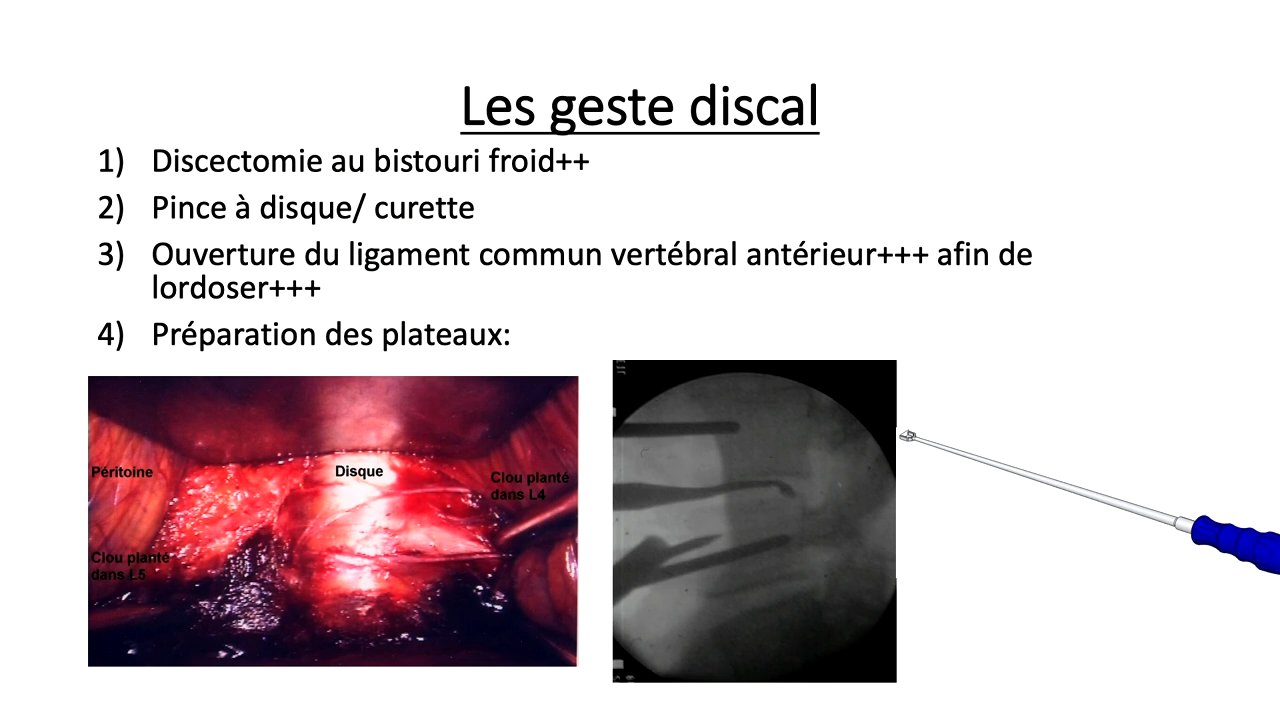 Les geste discal
1) Discectomie au bistouri froid++
2) Pince à disque/ curette
3) Ouverture du ligament commun vertébral antérieur+++ afin de
lordoser+++
4) Préparation des plateaux:
Péritoine
Disque
Clou planté
dans L4
Clou planté
dans L5